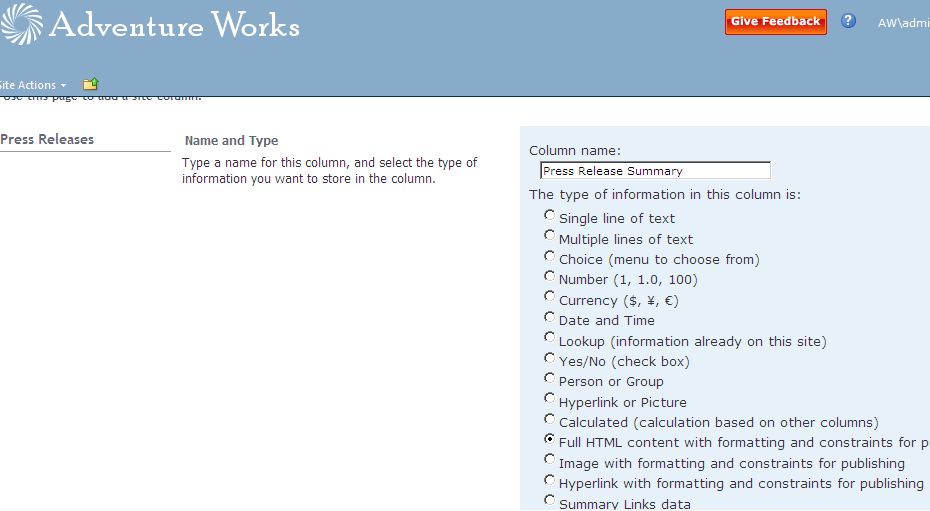 Adventure Works
Give Feedback
?
AW\admi
ite Actions
Use this page to add a site column.
Press Releases
Name and Type
Type a name for this column, and select the type of
information you want to store in the column.
Column name:
Press Release Summary
The type of information in this column is:
Single line of text
Multiple lines of text
Choice (menu to choose from)
Number (1, 1.0, 100)
Currency ($, ¥, €)
Date and Time
Lookup (information already on this site)
Yes/No (check box)
Person or Group
Hyperlink or Picture
Calculated (calculation based on other columns)
Full HTML content with formatting and constraints for p
Image with formatting and constraints for publishing
Hyperlink with formatting and constraints for publishing
Summary Links data